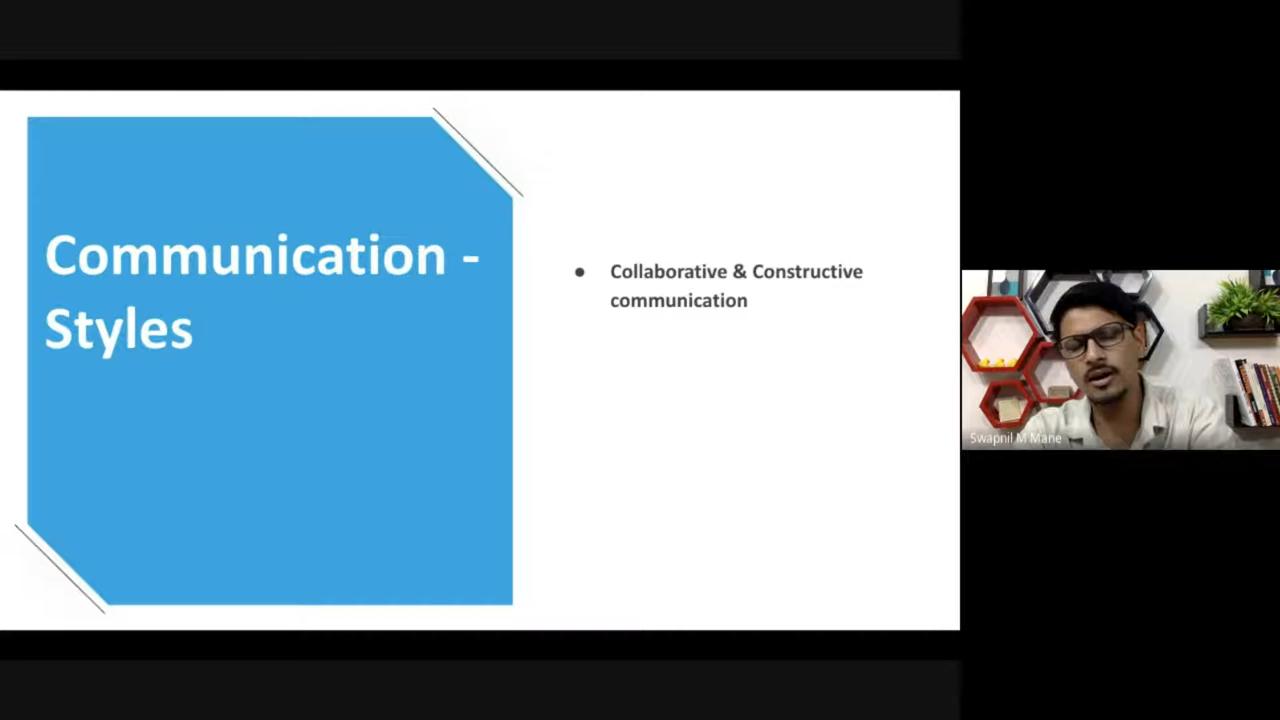 Communication -
Styles
● Collaborative & Constructive
communication
Swapnil M Mane